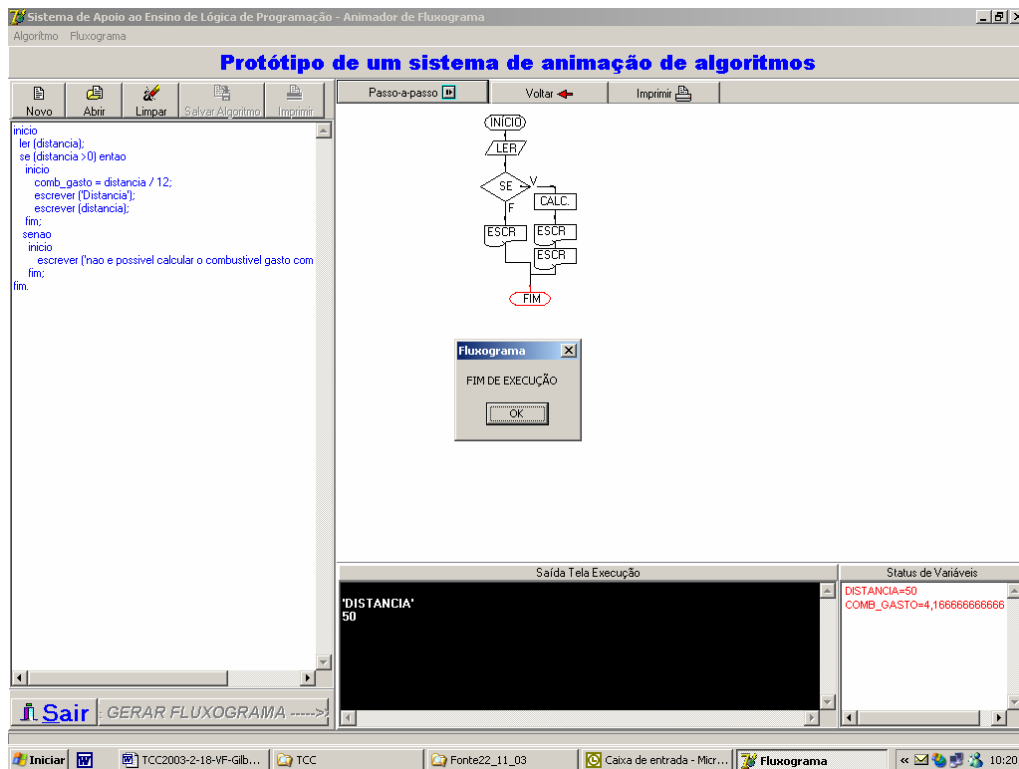 Sistema de Apoio ao Ensino de Lógica de Programação - Animador de Fluxograma
Algorítmo Fluxograma
Protótipo de um sistema de animação de algoritmos
Novo Abrir Limpar Salvar Algoritmo Imprimir
Passo-a-passo Voltar Imprimir
inicio
ler (distancia);
se (distancia >0) entao
inicio
comb_gasto = distancia / 12;
escrever ('Distancia');
escrever (distancia);
fim;
senao
inicio
escrever ('nao e possivel calcular o combustivel gasto com
fim;
fim.
INÍCIO
LER
SE V
CALC.
F
ESCR ESCR
ESCR
FIM
Fluxograma
FIM DE EXECUÇÃO
OK
Saída Tela Execução
'DISTANCIA'
50
Status de Variáveis
DISTANCIA=50
COMB_GASTO=4,166666666666
Sair
GERAR FLUXOGRAMA ----->>
Iniciar TCC2003-2-18-VF-Gilb... TCC Fonte22_11_03 Caixa de entrada - Micr... Fluxograma « 10:20